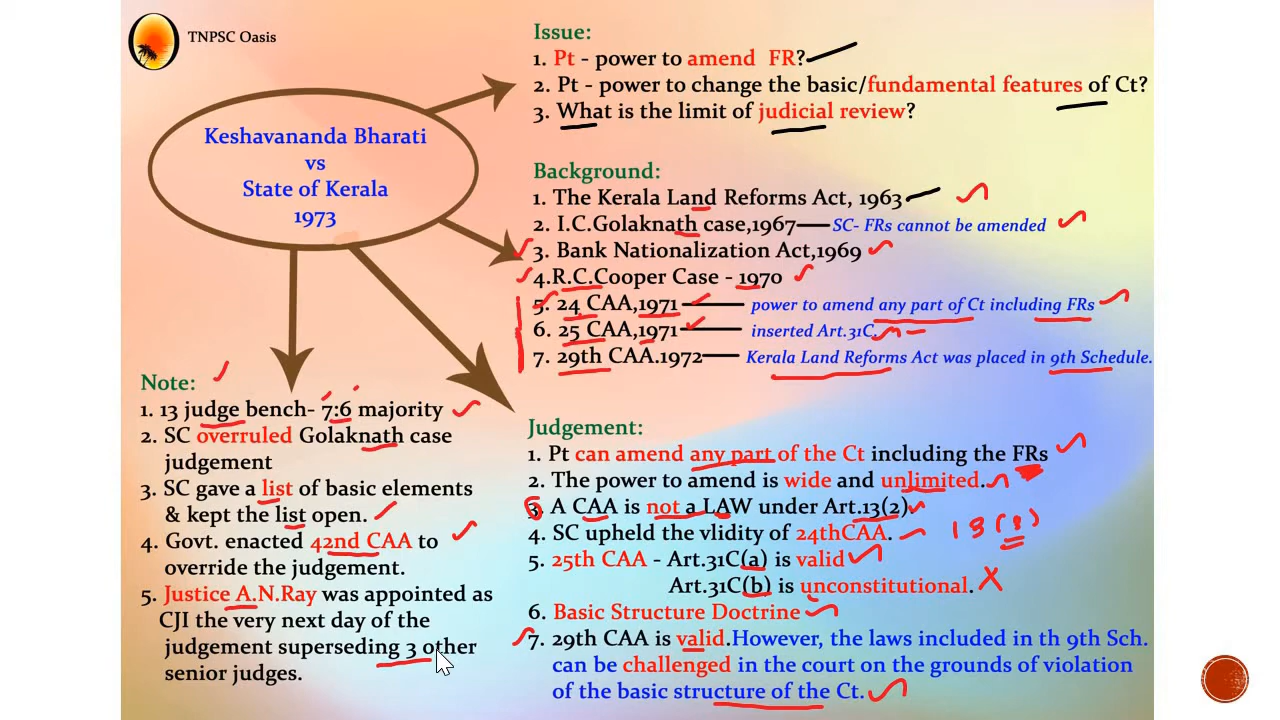 TNPSC Oasis
Keshavananda Bharati
vs
State of Kerala
1973
Issue:
1. Pt - power to amend FR?
2. Pt - power to change the basic/fundamental features of Ct?
3. What is the limit of judicial review?
Background:
1. The Kerala Land Reforms Act, 1963
2. I.C.Golaknath case,1967 — SC- FRs cannot be amended
3. Bank Nationalization Act,1969
4.R.C.Cooper Case - 1970
5. 24 CAA,1971 — power to amend any part of Ct including FRs
6. 25 CAA,1971 — inserted Art.31C.
7. 29th CAA.1972 — Kerala Land Reforms Act was placed in 9th Schedule.
Note:
1. 13 judge bench- 7:6 majority
2. SC overruled Golaknath case
judgement
3. SC gave a list of basic elements
& kept the list open.
4. Govt. enacted 42nd CAA to
override the judgement.
5. Justice A.N.Ray was appointed as
CJI the very next day of the
judgement superseding 3 other
senior judges.
Judgement:
1. Pt can amend any part of the Ct including the FRs
2. The power to amend is wide and unlimited.
3. A CAA is not a LAW under Art.13(2).
4. SC upheld the vlidity of 24thCAA.
5. 25th CAA - Art.31C(a) is valid
Art.31C(b) is unconstitutional.
6. Basic Structure Doctrine
7. 29th CAA is valid.However, the laws included in th 9th Sch.
can be challenged in the court on the grounds of violation
of the basic structure of the Ct.